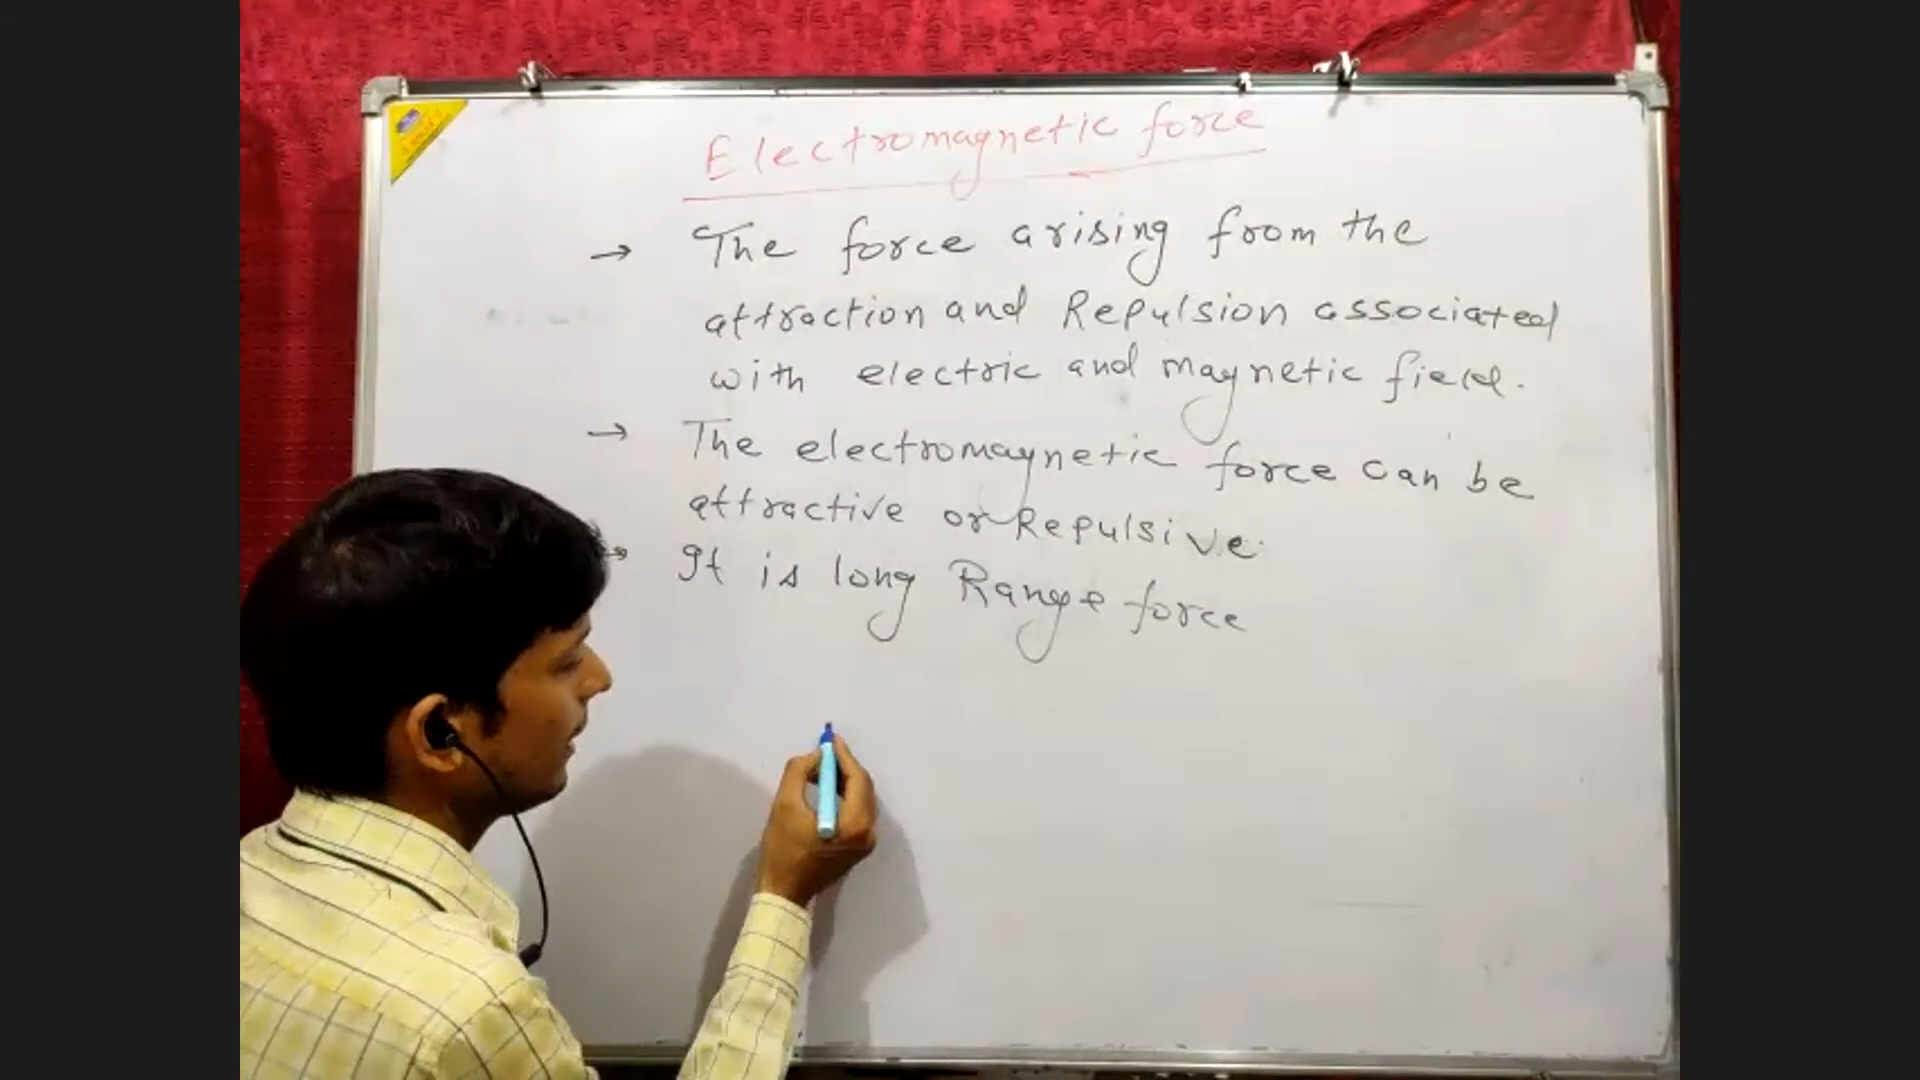 Electromagnetic force
→ The force arising from the
attraction and Repulsion associated
with electric and magnetic field.
→ The electromagnetic force can be
attractive or Repulsive.
→ It is long Range force